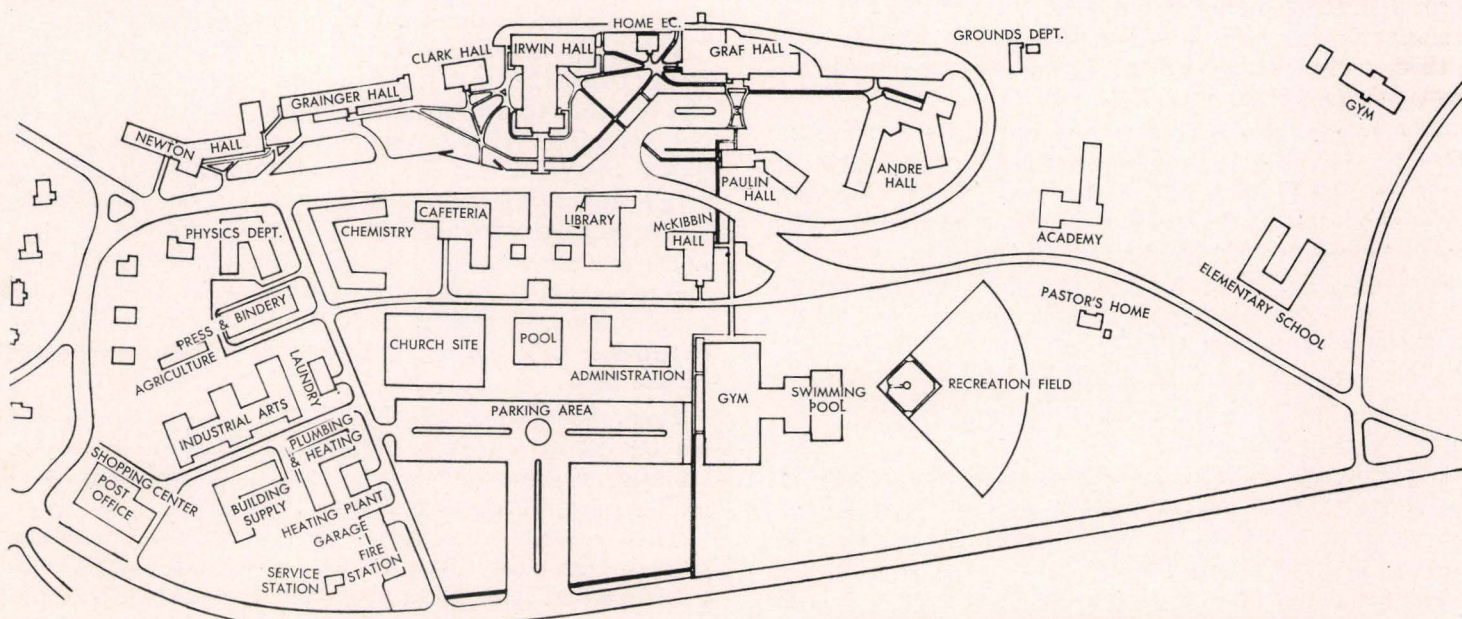 HOME EC.
GROUNDS DEPT.
CLARK HALL
IRWIN HALL
GRAF HALL
GRAINGER HALL
GYM
NEWTON
HALL
ANDRE
HALL
PAULIN
HALL
PHYSICS DEPT.
CHEMISTRY
CAFETERIA
LIBRARY
McKIBBIN
HALL
ACADEMY
ELEMENTARY SCHOOL
PRESS & BINDERY
AGRICULTURE
PASTOR'S HOME
CHURCH SITE
POOL
ADMINISTRATION
LAUNDRY
INDUSTRIAL ARTS
PARKING AREA
GYM
SWIMMING
POOL
RECREATION FIELD
PLUMBING
& HEATING
SHOPPING CENTER
POST
OFFICE
BUILDING
SUPPLY
HEATING PLANT
GARAGE
FIRE
STATION
SERVICE
STATION